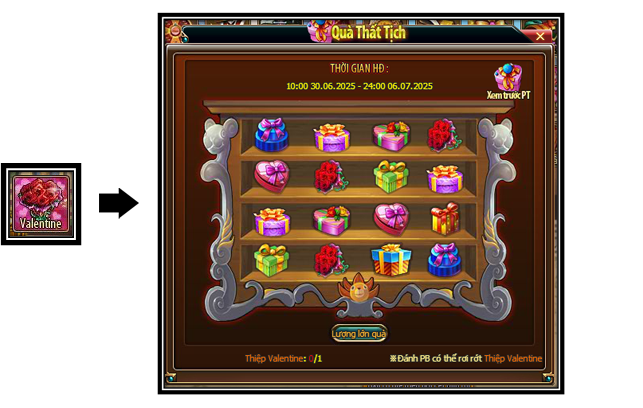 Quà Thất Tịch
THỜI GIAN HĐ :
10:00 30.06.2025 - 24:00 06.07.2025
Xem trước PT
Valentine
Lượng lớn quà
Thiệp Valentine: 0/1
※Đánh PB có thể rơi rớt Thiệp Valentine